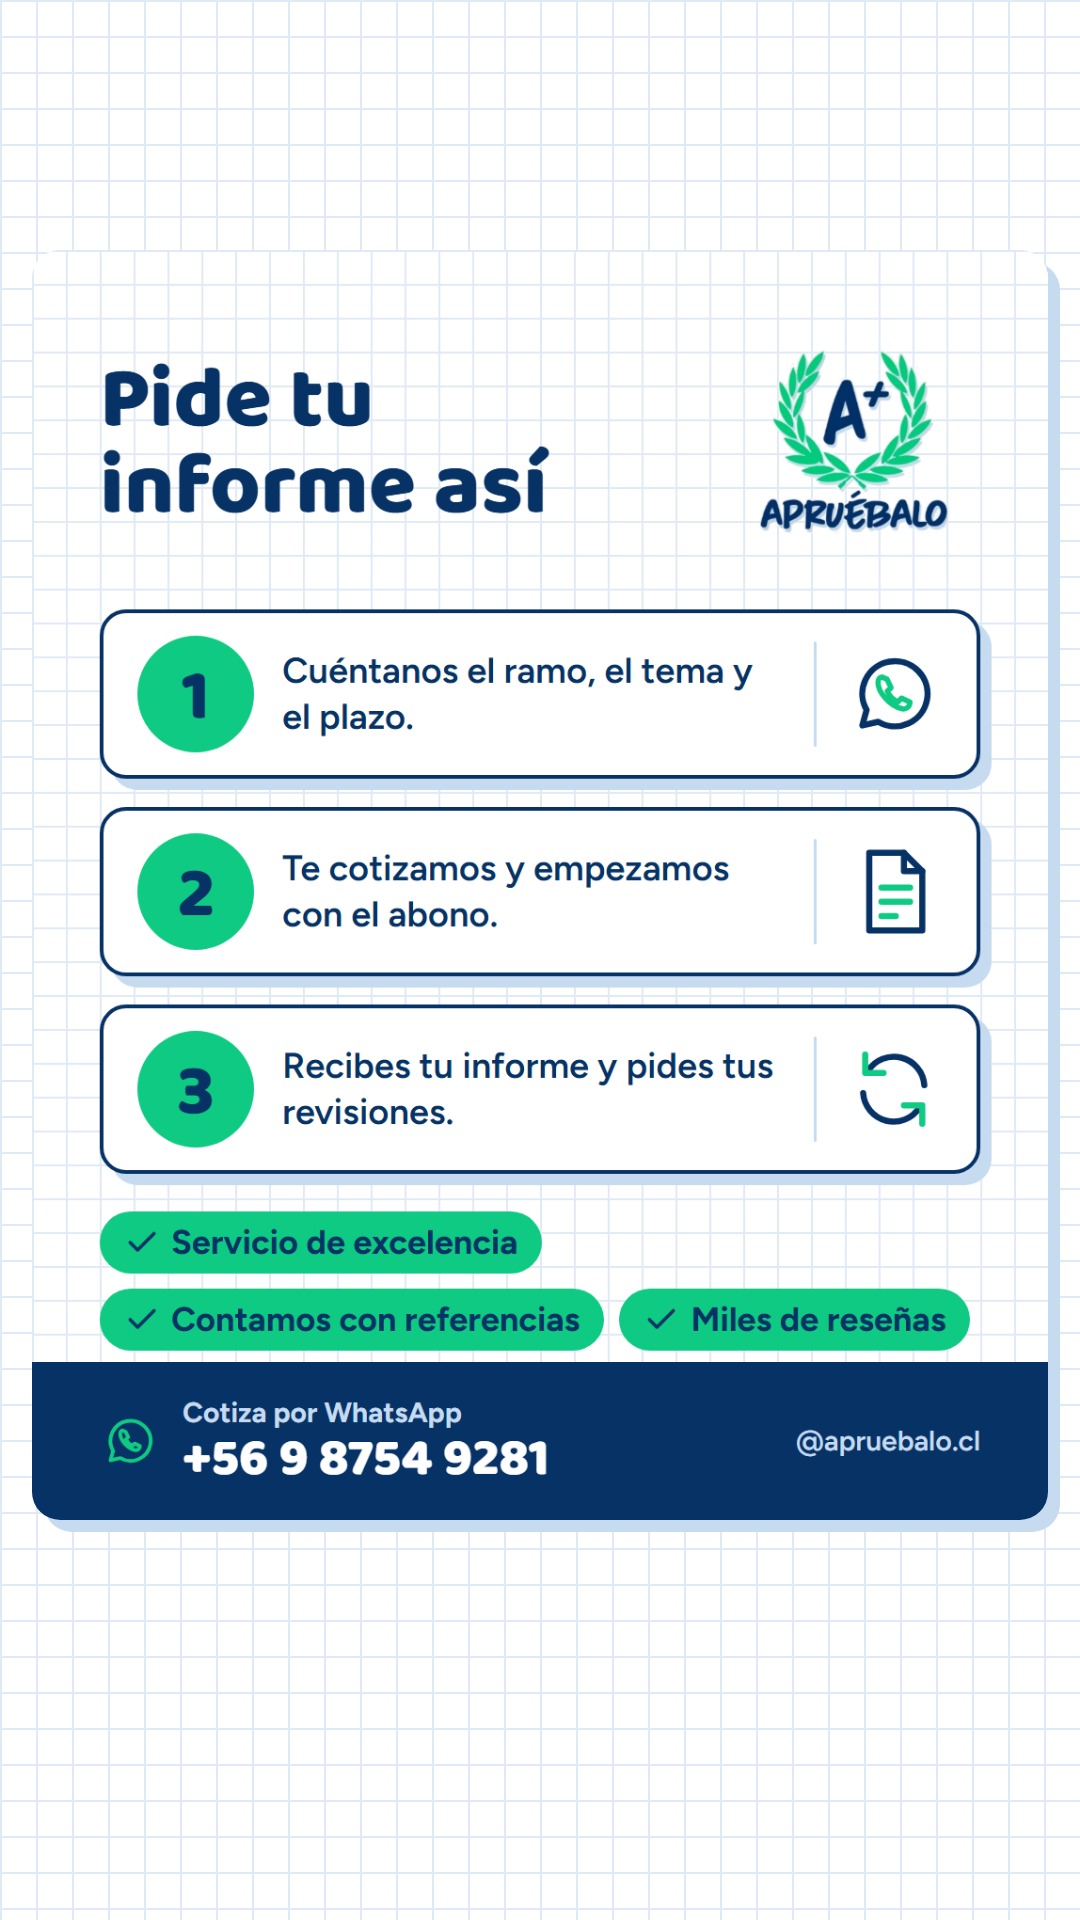 Pide tu
informe así
A+
APRUÉBALO
1
Cuéntanos el ramo, el tema y
el plazo.
2
Te cotizamos y empezamos
con el abono.
3
Recibes tu informe y pides tus
revisiones.
Servicio de excelencia
Contamos con referencias
Miles de reseñas
Cotiza por WhatsApp
+56 9 8754 9281
@apruebalo.cl